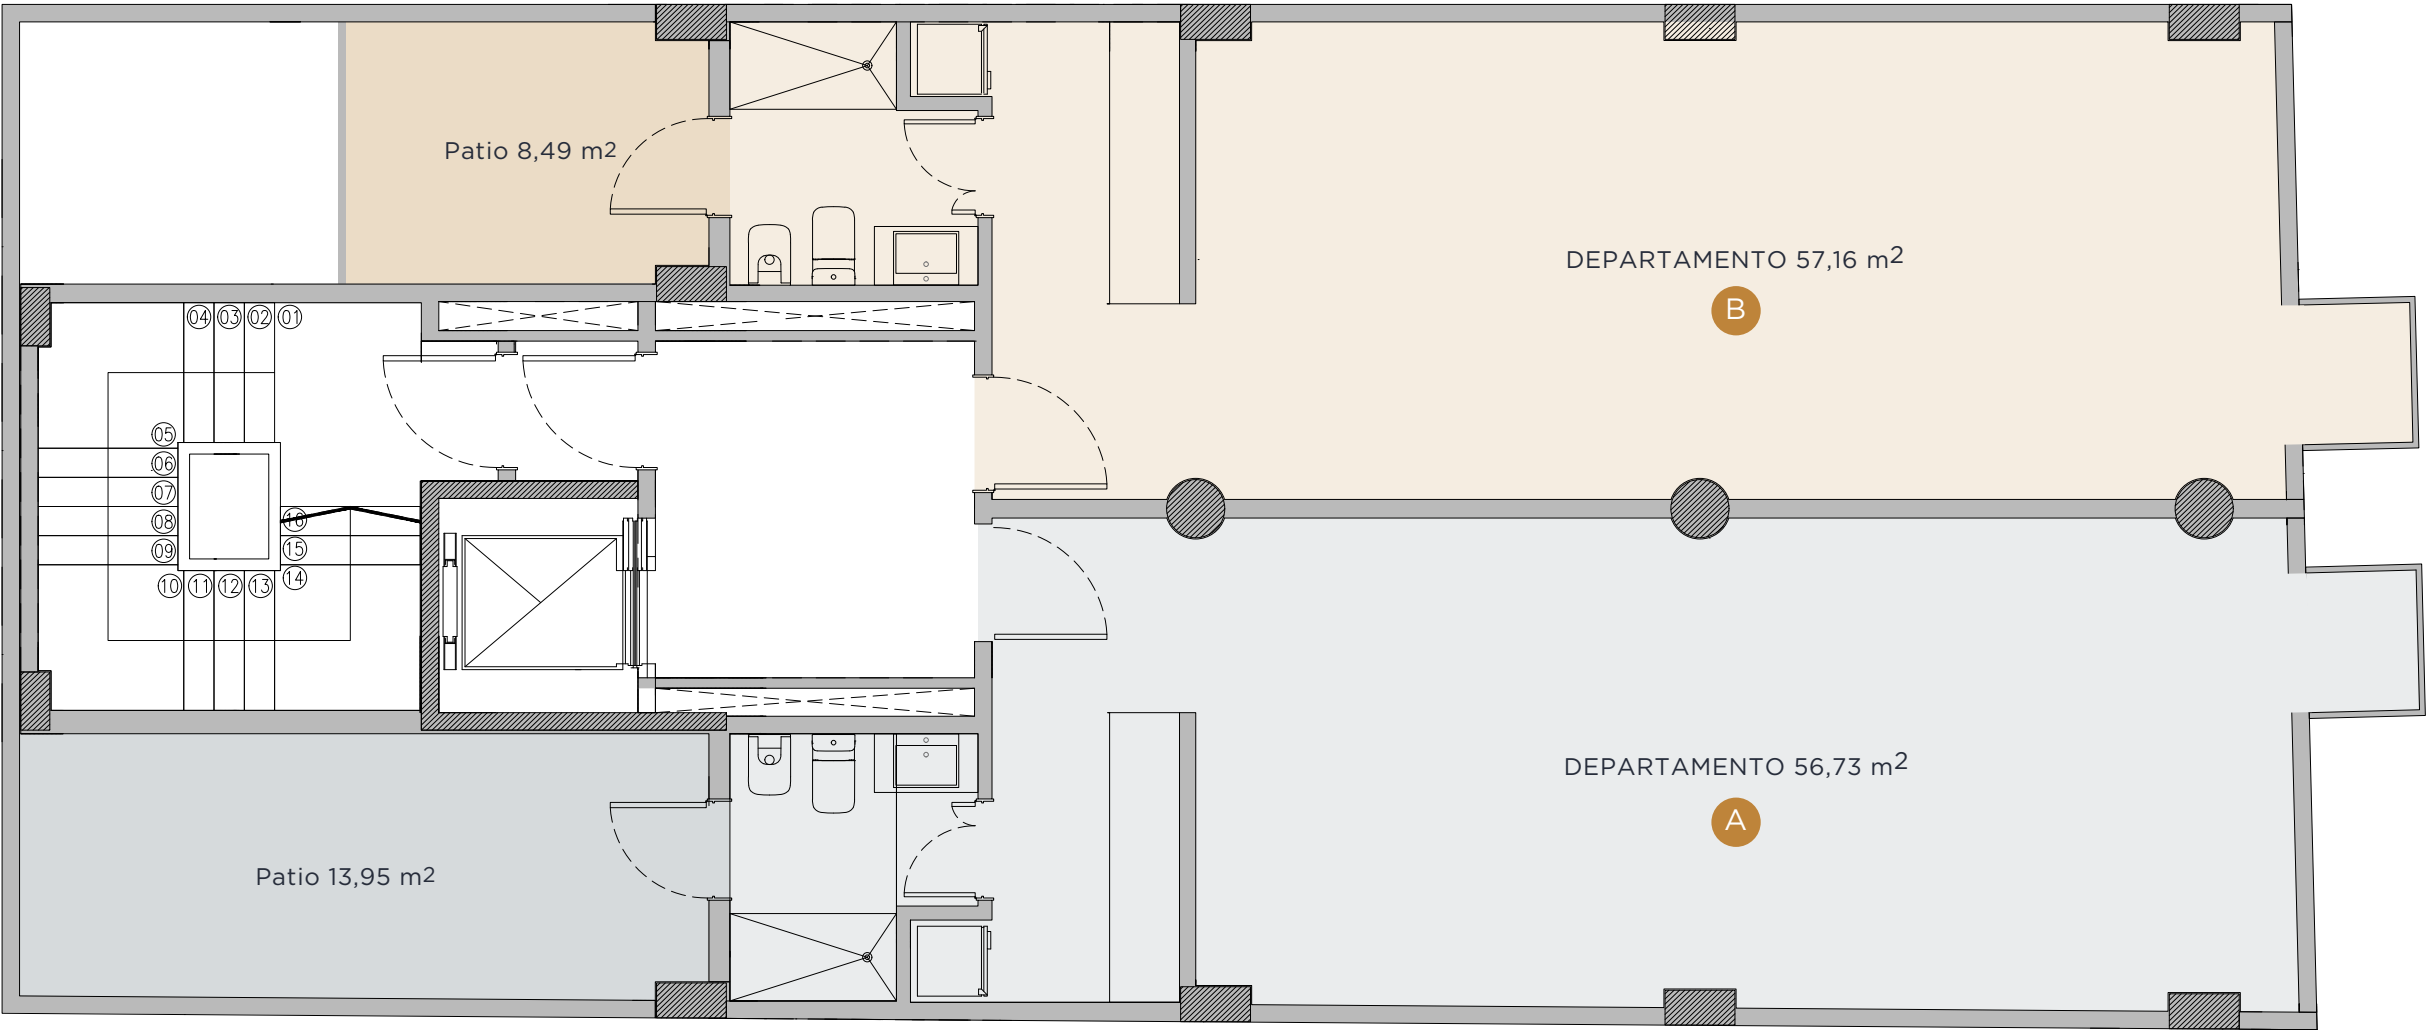 Patio 8,49 m2
DEPARTAMENTO 57,16 m2
B
04 03 02 01
05
06
07
08
09
10 11 12 13
16
15
14
DEPARTAMENTO 56,73 m2
A
Patio 13,95 m2